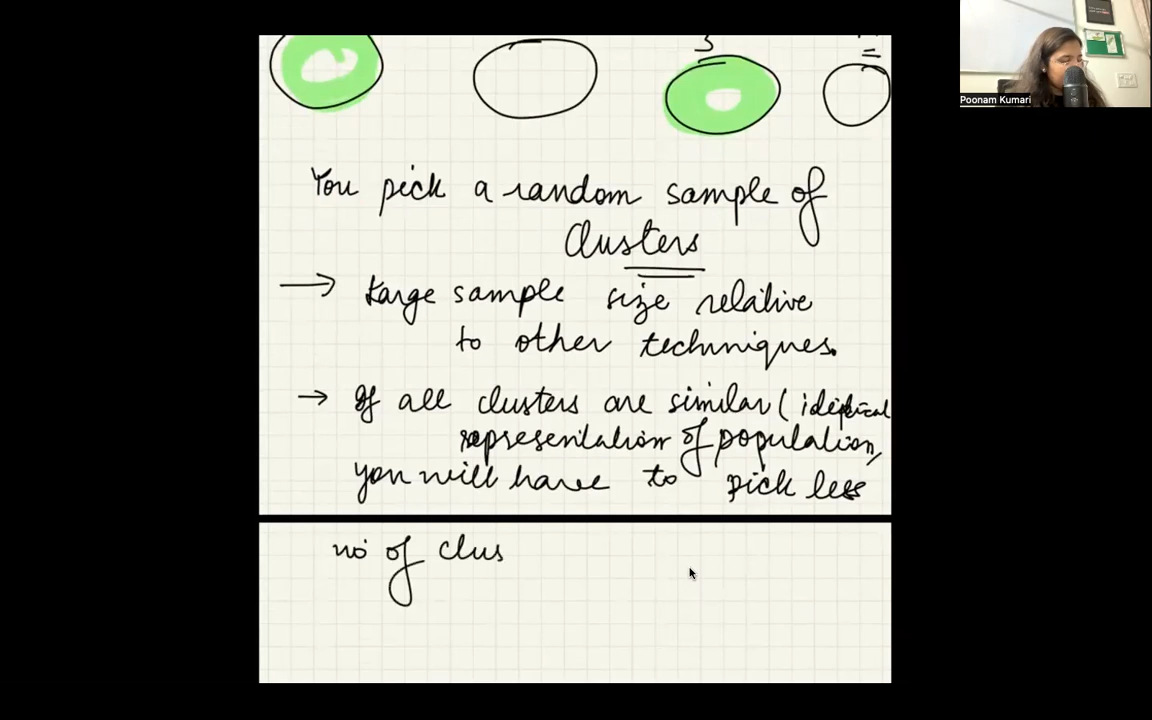 3
You pick a random sample of
Clusters
→ Large sample size relative
to other techniques.
→ If all clusters are similar ( identical
representation of population,
you will have to pick less
no of clus
Poonam Kumari